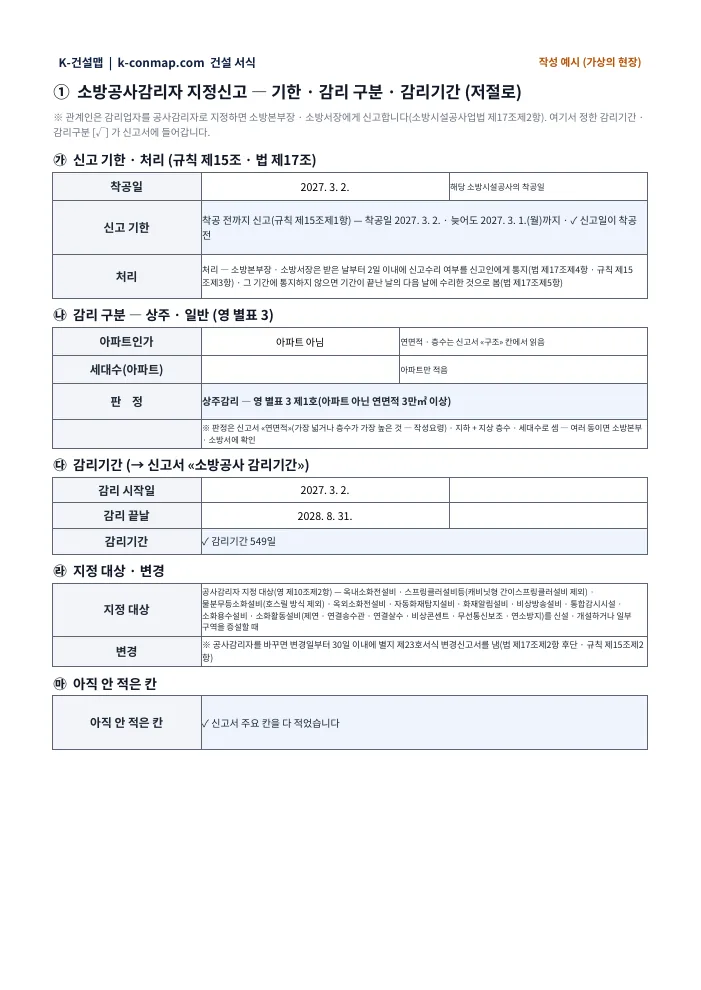 K-건설맵 | k-conmap.com 건설 서식
작성 예시 (가상의 현장)
① 소방공사감리자 지정신고 — 기한 · 감리 구분 · 감리기간 (저절로)
※ 관계인은 감리업자를 공사감리자로 지정하면 소방본부장 · 소방서장에게 신고합니다(소방시설공사업법 제17조제2항). 여기서 정한 감리기간 ·
감리구분 [√] 가 신고서에 들어갑니다.
㉮ 신고 기한 · 처리 (규칙 제15조 · 법 제17조)
착공일
2027. 3. 2.
해당 소방시설공사의 착공일
신고 기한
착공 전까지 신고(규칙 제15조제1항) — 착공일 2027. 3. 2. · 늦어도 2027. 3. 1.(월)까지 · ✓ 신고일이 착공
전
처리
처리 — 소방본부장 · 소방서장은 받은 날부터 2일 이내에 신고수리 여부를 신고인에게 통지(법 제17조제4항 · 규칙 제15
조제3항) · 그 기간에 통지하지 않으면 기간이 끝난 날의 다음 날에 수리한 것으로 봄(법 제17조제5항)
㉯ 감리 구분 — 상주 · 일반 (영 별표 3)
아파트인가
아파트 아님
연면적 · 층수는 신고서 «구조» 칸에서 읽음
세대수(아파트)
아파트만 적음
판 정
상주감리 — 영 별표 3 제1호(아파트 아닌 연면적 3만㎡ 이상)
※ 판정은 신고서 «연면적»(가장 넓거나 층수가 가장 높은 것 — 작성요령) · 지하 + 지상 층수 · 세대수로 셈 — 여러 동이면 소방본부
· 소방서에 확인
㉰ 감리기간 (→ 신고서 «소방공사 감리기간»)
감리 시작일
2027. 3. 2.
감리 끝날
2028. 8. 31.
감리기간
✓ 감리기간 549일
㉱ 지정 대상 · 변경
지정 대상
공사감리자 지정 대상(영 제10조제2항) — 옥내소화전설비 · 스프링클러설비등(캐비닛형 간이스프링클러설비 제외) ·
물분무등소화설비(호스릴 방식 제외) · 옥외소화전설비 · 자동화재탐지설비 · 화재알림설비 · 비상방송설비 · 통합감시시설 ·
소화용수설비 · 소화활동설비(제연 · 연결송수관 · 연결살수 · 비상콘센트 · 무선통신보조 · 연소방지)를 신설 · 개설하거나 일부
구역을 증설할 때
변경
※ 공사감리자를 바꾸면 변경일부터 30일 이내에 별지 제23호서식 변경신고서를 냄(법 제17조제2항 후단 · 규칙 제15조제2
항)
㉲ 아직 안 적은 칸
아직 안 적은 칸
✓ 신고서 주요 칸을 다 적었습니다